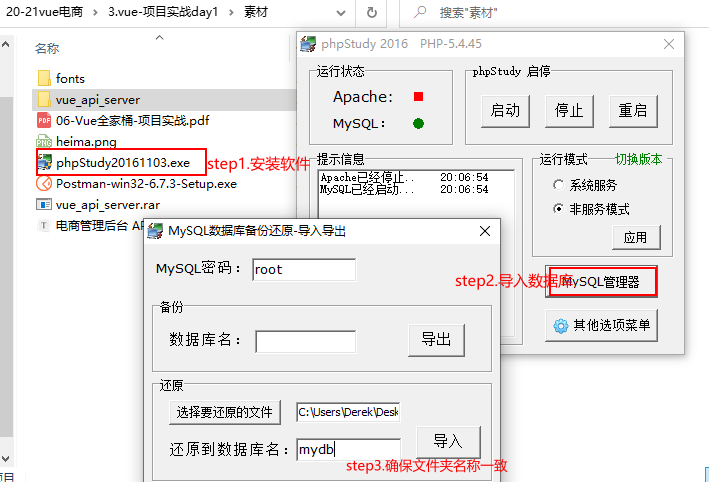 20-21vue电商 › 3.vue-项目实战day1 › 素材
搜索"素材"
名称
fonts
vue_api_server
06-Vue全家桶-项目实战.pdf
heima.png
phpStudy20161103.exe
step1.安装软件
Postman-win32-6.7.3-Setup.exe
vue_api_server.rar
电商管理后台 AP
phpStudy 2016 PHP-5.4.45
运行状态
Apache:
MySQL:
phpStudy 启停
启动
停止
重启
提示信息
Apache已经停止.. 20:06:54
MySQL已经启动... 20:06:54
运行模式
切换版本
系统服务
非服务模式
应用
step2.导入数据库
MySQL管理器
其他选项菜单
MySQL数据库备份还原-导入导出
MySQL密码: root
备份
数据库名:
导出
还原
选择要还原的文件
C:\Users\Derek\Desk
还原到数据库名: mydb
导入
step3.确保文件夹名称一致
项目